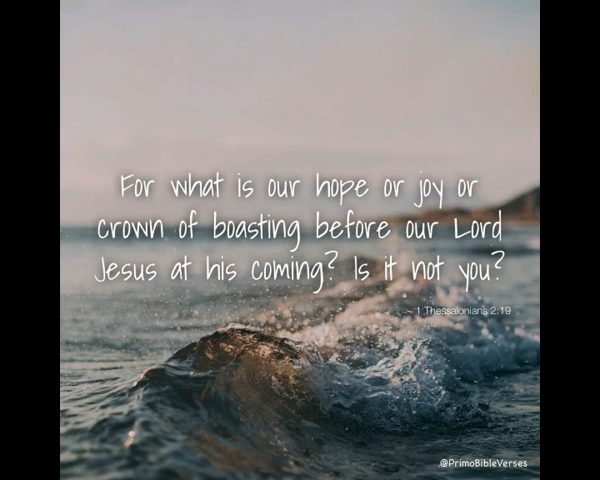 For what is our hope or joy or
crown of boasting before our Lord
Jesus at his coming? Is it not you?
~ 1 Thessalonians 2:19
@PrimoBibleVerses